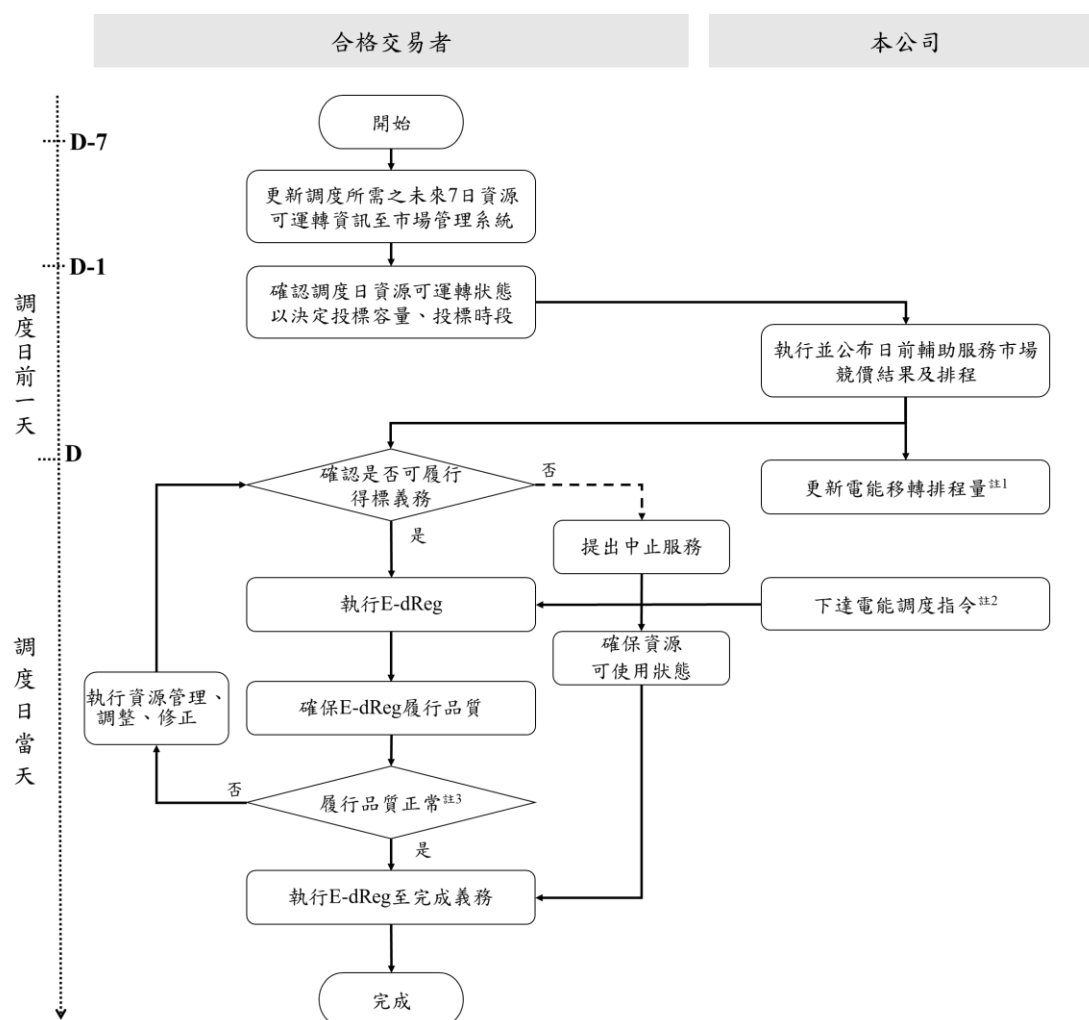 合格交易者
本公司
開始
D-7
更新調度所需之未來7日資源
可運轉資訊至市場管理系統
D-1
確認調度日資源可運轉狀態
以決定投標容量、投標時段
執行並公布日前輔助服務市場
競價結果及排程
調度日前一天
D
確認是否可履行
得標義務
否
更新電能移轉排程量註1
是
提出中止服務
執行E-dReg
下達電能調度指令註2
確保資源
可使用狀態
調度日當天
執行資源管理、
調整、修正
確保E-dReg履行品質
否
履行品質正常註3
是
執行E-dReg至完成義務
完成